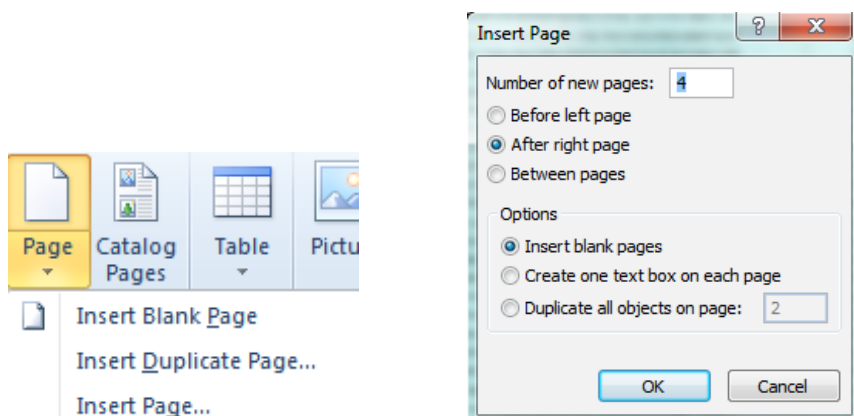 Page
Catalog
Pages
Table
Pictu
Insert Blank Page
Insert Duplicate Page...
Insert Page...
Insert Page
Number of new pages: 4
Before left page
After right page
Between pages
Options
Insert blank pages
Create one text box on each page
Duplicate all objects on page: 2
OK Cancel